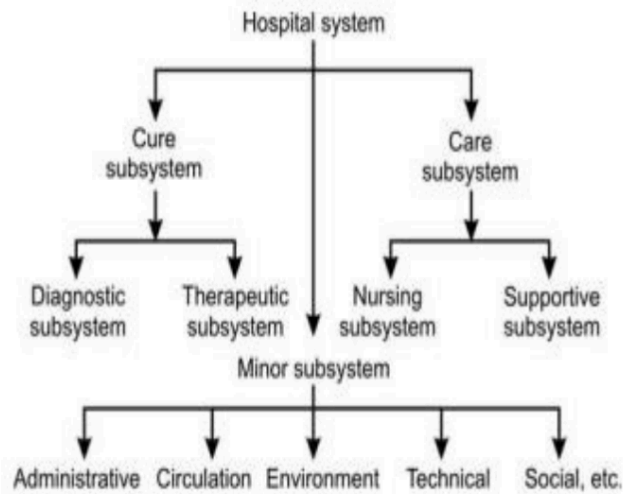 Hospital system
Cure
subsystem
Care
subsystem
Diagnostic
subsystem
Therapeutic
subsystem
Nursing
subsystem
Supportive
subsystem
Minor subsystem
Administrative
Circulation
Environment
Technical
Social, etc.